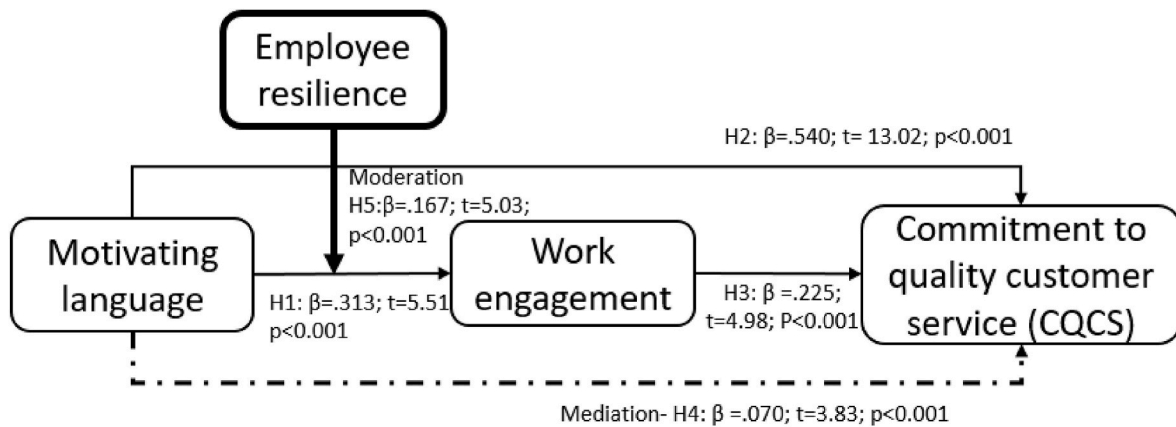 Employee
resilience
H2: β=.540; t= 13.02; p<0.001
Moderation
H5:β=.167; t=5.03;
p<0.001
Motivating
language
H1: β=.313; t=5.51
p<0.001
Work
engagement
H3: β =.225;
t=4.98; P<0.001
Commitment to
quality customer
service (CQCS)
Mediation- H4: β =.070; t=3.83; p<0.001